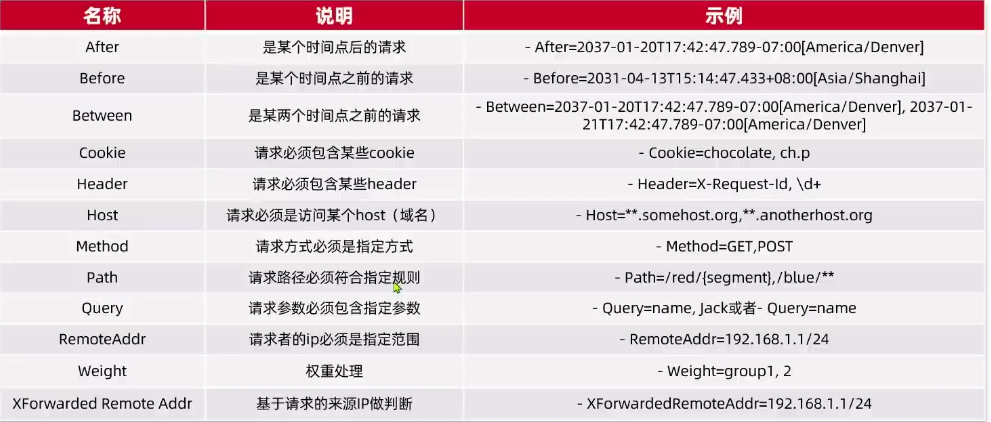 名称 说明 示例
After 是某个时间点后的请求 - After=2037-01-20T17:42:47.789-07:00[America/Denver]
Before 是某个时间点之前的请求 - Before=2031-04-13T15:14:47.433+08:00[Asia/Shanghai]
Between 是某两个时间点之前的请求 - Between=2037-01-20T17:42:47.789-07:00[America/Denver], 2037-01-
21T17:42:47.789-07:00[America/Denver]
Cookie 请求必须包含某些cookie - Cookie=chocolate, ch.p
Header 请求必须包含某些header - Header=X-Request-Id, \d+
Host 请求必须是访问某个host（域名） - Host=**.somehost.org,**.anotherhost.org
Method 请求方式必须是指定方式 - Method=GET,POST
Path 请求路径必须符合指定规则 - Path=/red/{segment},/blue/**
Query 请求参数必须包含指定参数 - Query=name, Jack或者- Query=name
RemoteAddr 请求者的ip必须是指定范围 - RemoteAddr=192.168.1.1/24
Weight 权重处理 - Weight=group1, 2
XForwarded Remote Addr 基于请求的来源IP做判断 - XForwardedRemoteAddr=192.168.1.1/24